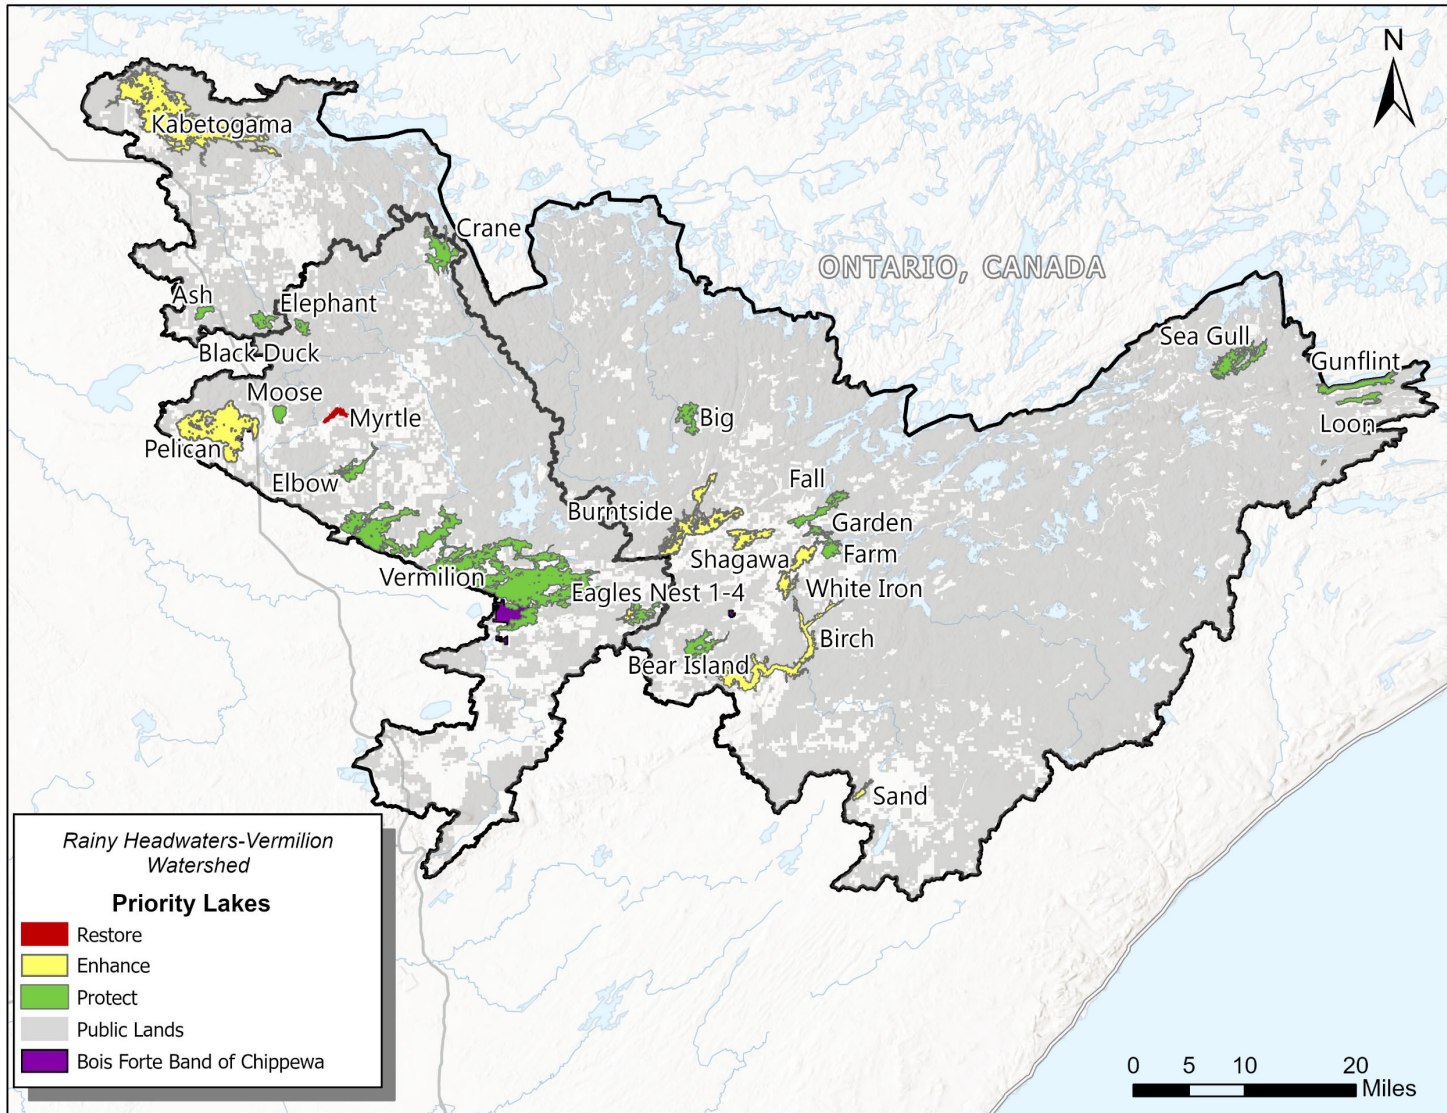 N
Kabetogama
Crane
ONTARIO, CANADA
Ash
Elephant
Black Duck
Sea Gull
Gunflint
Loon
Moose
Myrtle
Big
Pelican
Elbow
Fall
Burntside
Garden
Shagawa
Farm
Vermilion
Eagles Nest 1-4
White Iron
Birch
Bear Island
Sand
Rainy Headwaters-Vermilion
Watershed
Priority Lakes
Restore
Enhance
Protect
Public Lands
Bois Forte Band of Chippewa
0 5 10 20
Miles